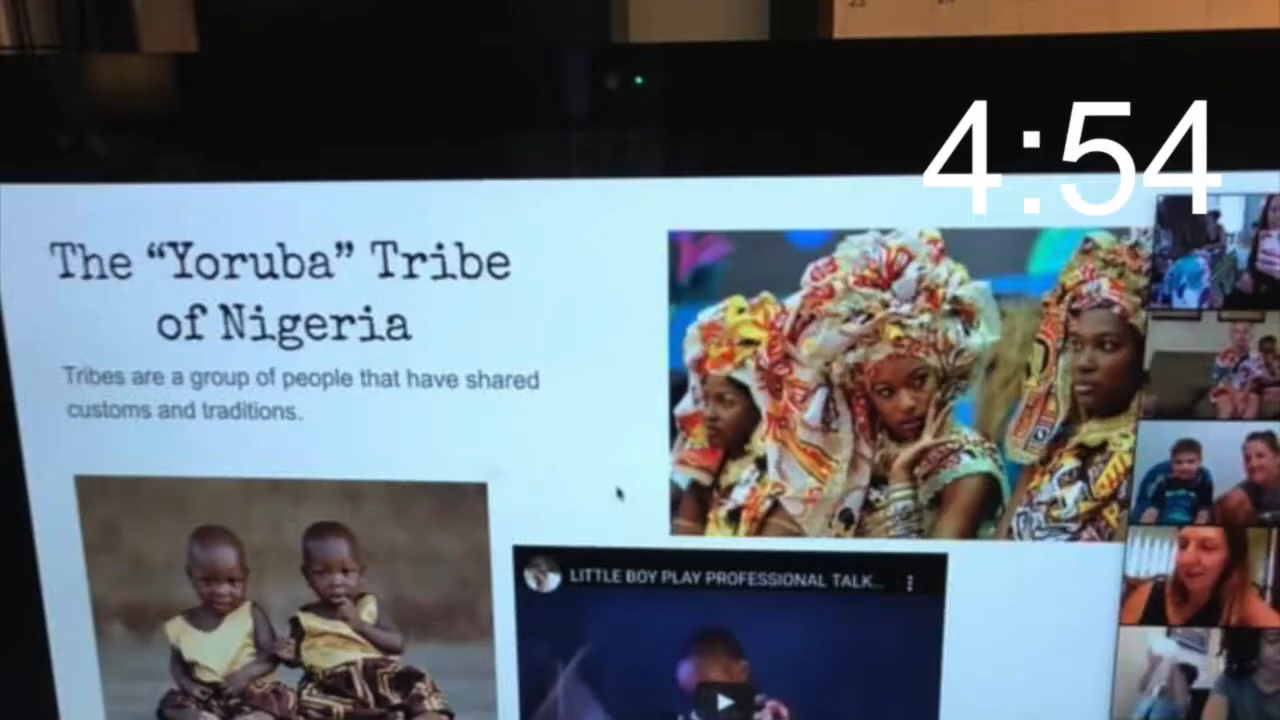 4:54
The “Yoruba” Tribe
of Nigeria
Tribes are a group of people that have shared
customs and traditions.
LITTLE BOY PLAY PROFESSIONAL TALK...